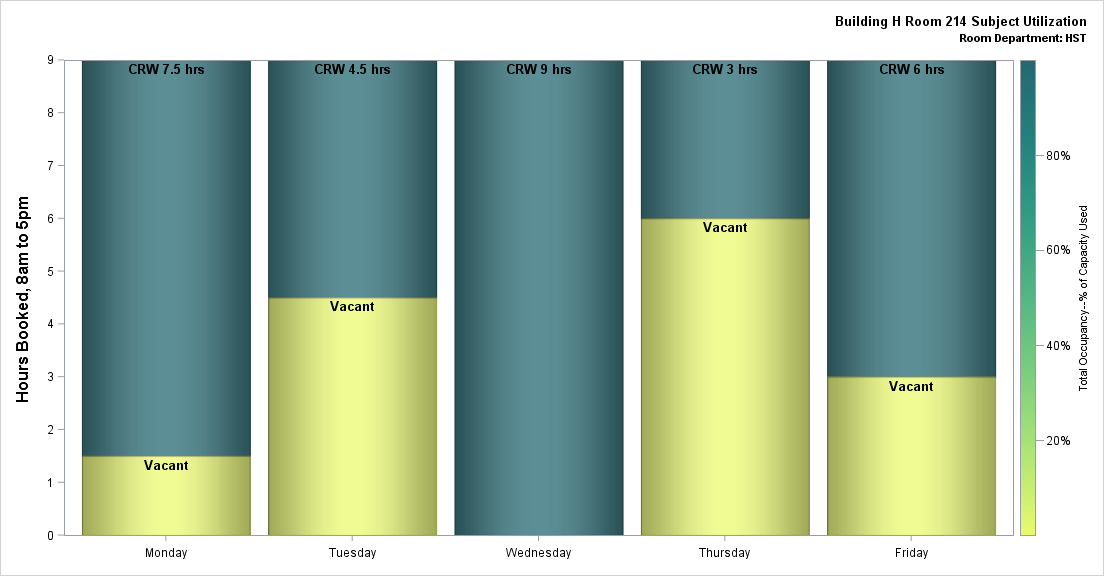 Building H Room 214 Subject Utilization
Room Department: HST
Hours Booked, 8am to 5pm
9
8
7
6
5
4
3
2
1
0
CRW 7.5 hrs
CRW 4.5 hrs
CRW 9 hrs
CRW 3 hrs
CRW 6 hrs
Vacant
Vacant
Vacant
Vacant
Monday
Tuesday
Wednesday
Thursday
Friday
80%
60%
40%
20%
Total Occupancy--% of Capacity Used